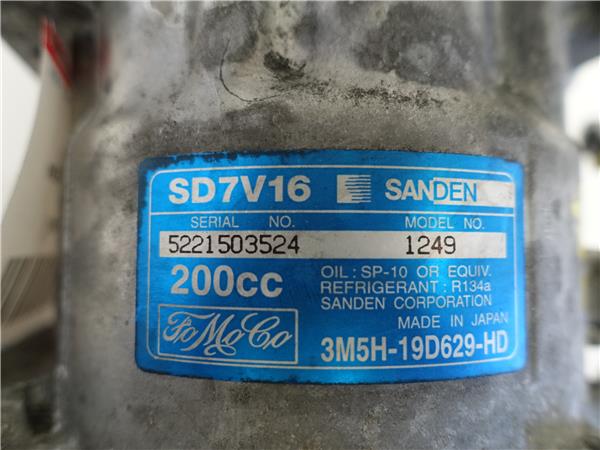 SD7V16 SANDEN
SERIAL NO. MODEL NO.
5221503524 1249
200cc
OIL : SP-10 OR EQUIV.
REFRIGERANT : R134a
SANDEN CORPORATION
MADE IN JAPAN
FoMoCo
3M5H-19D629-HD